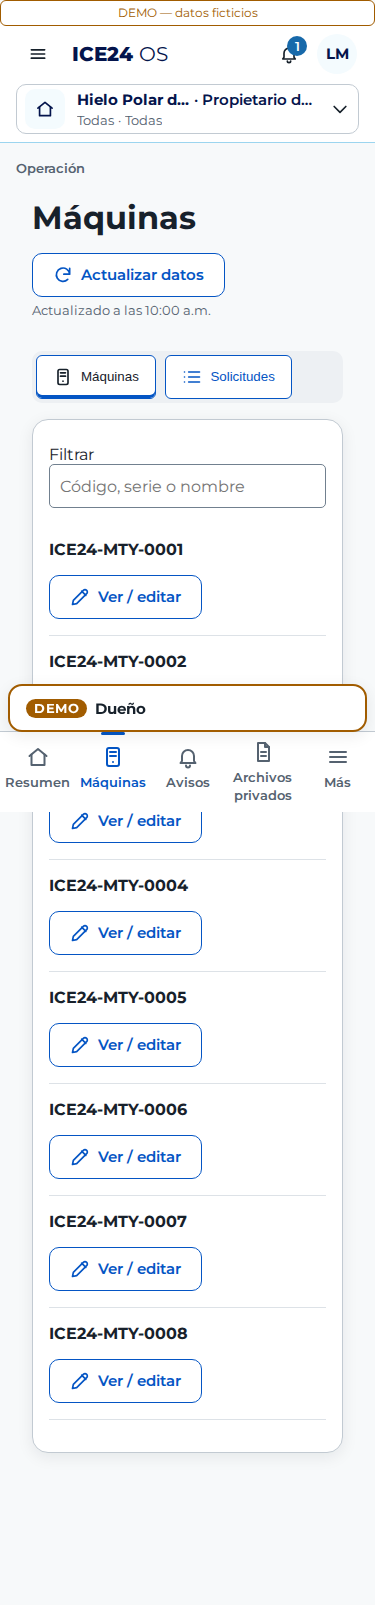 DEMO — datos ficticios
ICE24 OS
1
LM
Hielo Polar d... · Propietario d...
Todas · Todas
Operación
Máquinas
Actualizar datos
Actualizado a las 10:00 a.m.
Máquinas
Solicitudes
Filtrar
Código, serie o nombre
ICE24-MTY-0001
Ver / editar
ICE24-MTY-0002
DEMO Dueño
Resumen
Máquinas
Avisos
Archivos privados
Más
Ver / editar
ICE24-MTY-0004
Ver / editar
ICE24-MTY-0005
Ver / editar
ICE24-MTY-0006
Ver / editar
ICE24-MTY-0007
Ver / editar
ICE24-MTY-0008
Ver / editar